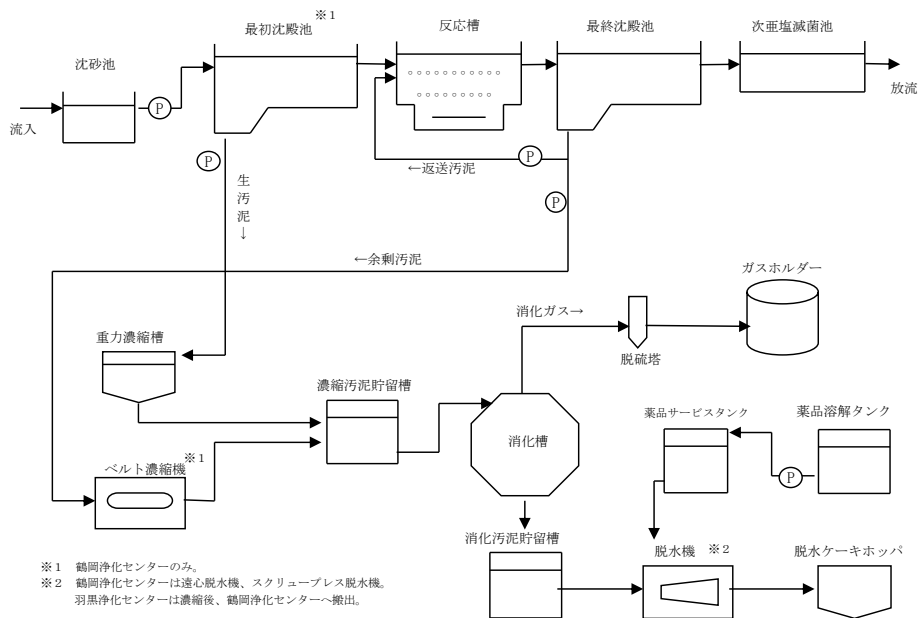 ※１
最初沈殿池
反応槽
最終沈殿池
次亜塩滅菌池
沈砂池
P
流入
放流
P
生汚泥↓
P
←返送汚泥
P
←余剰汚泥
ガスホルダー
消化ガス→
脱硫塔
重力濃縮槽
濃縮汚泥貯留槽
消化槽
薬品サービスタンク
薬品溶解タンク
P
※１
ベルト濃縮機
消化汚泥貯留槽
脱水機 ※２
脱水ケーキホッパ
※１ 鶴岡浄化センターのみ。
※２ 鶴岡浄化センターは遠心脱水機、スクリュープレス脱水機。
羽黒浄化センターは濃縮後、鶴岡浄化センターへ搬出。